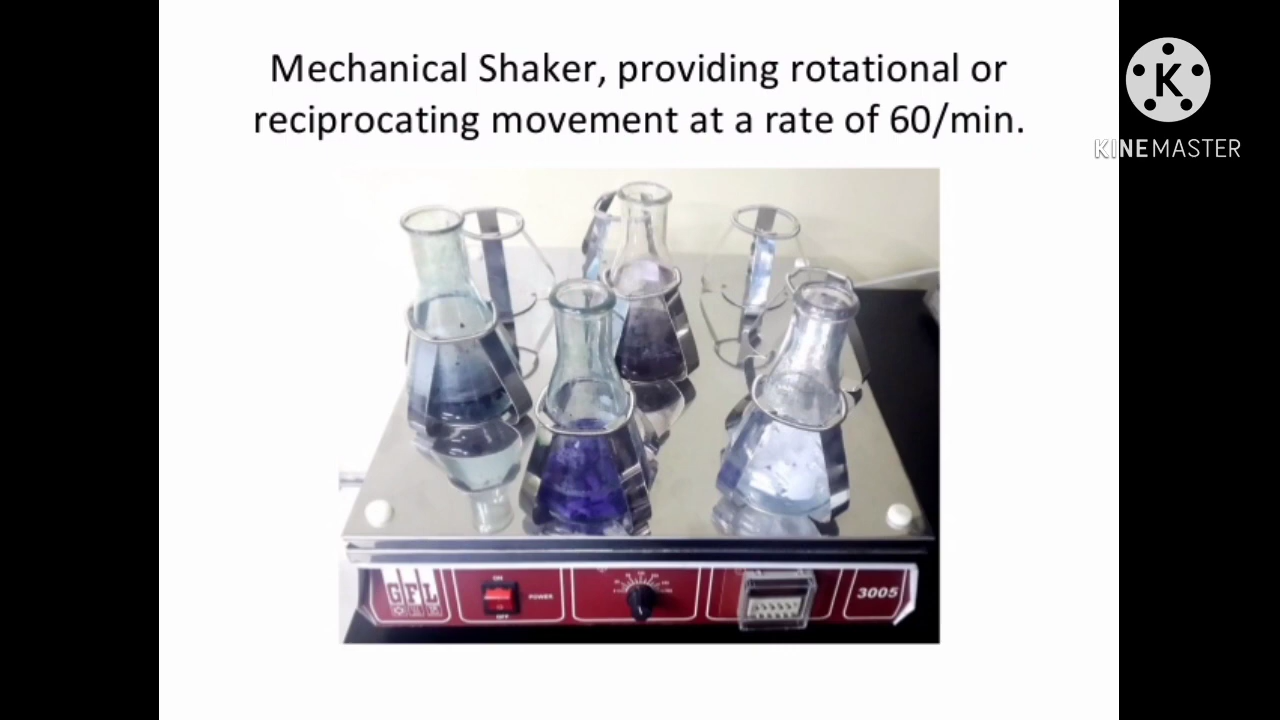 Mechanical Shaker, providing rotational or
reciprocating movement at a rate of 60/min.
K
KINEMASTER
GFL
ON
POWER
OFF
3005